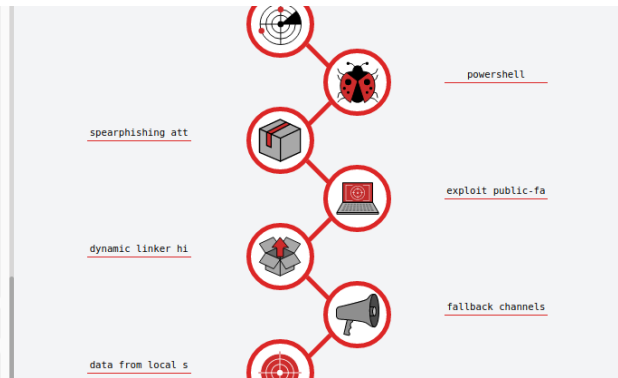 powershell
spearphishing att
exploit public-fa
dynamic linker hi
fallback channels
data from local s